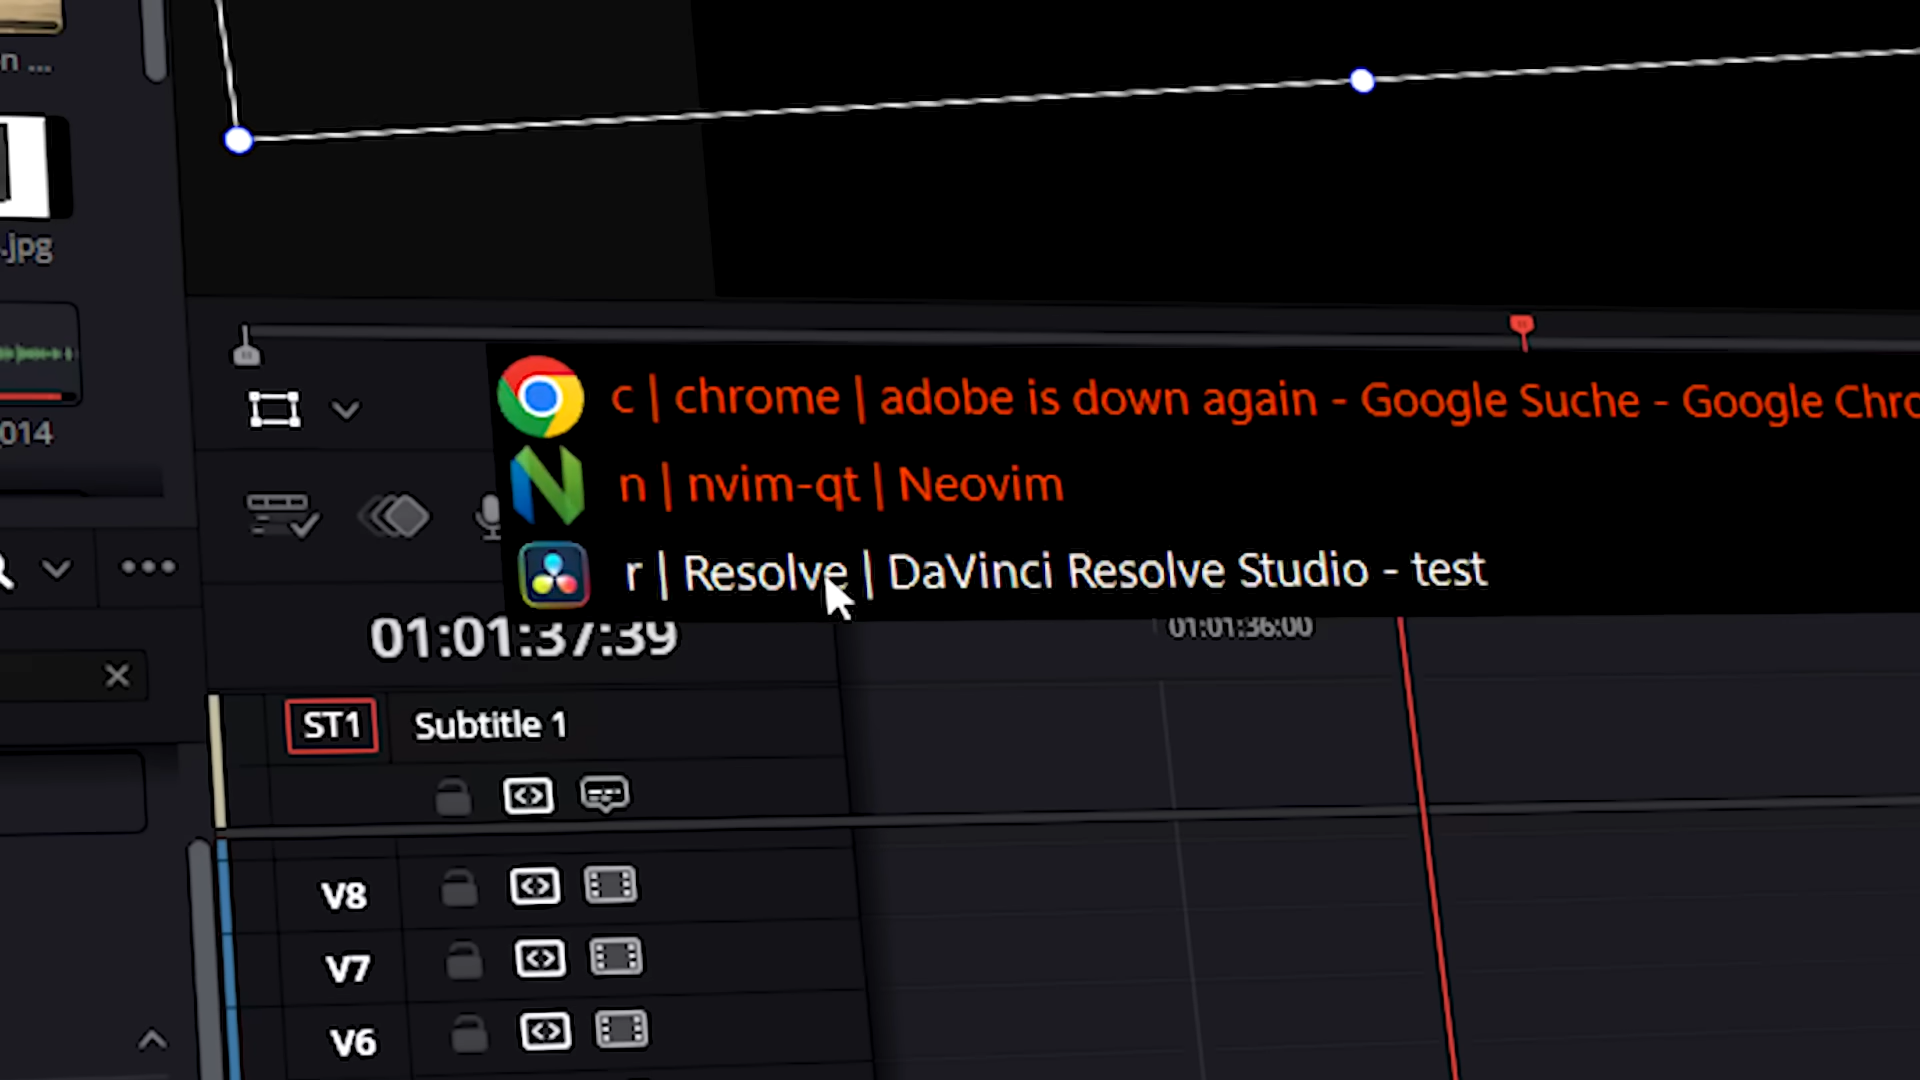 n ...
.jpg
014
c | chrome | adobe is down again - Google Suche - Google Chro
n | nvim-qt | Neovim
r | Resolve | DaVinci Resolve Studio - test
01:01:37:39
01:01:36:00
ST1 Subtitle 1
V8
V7
V6